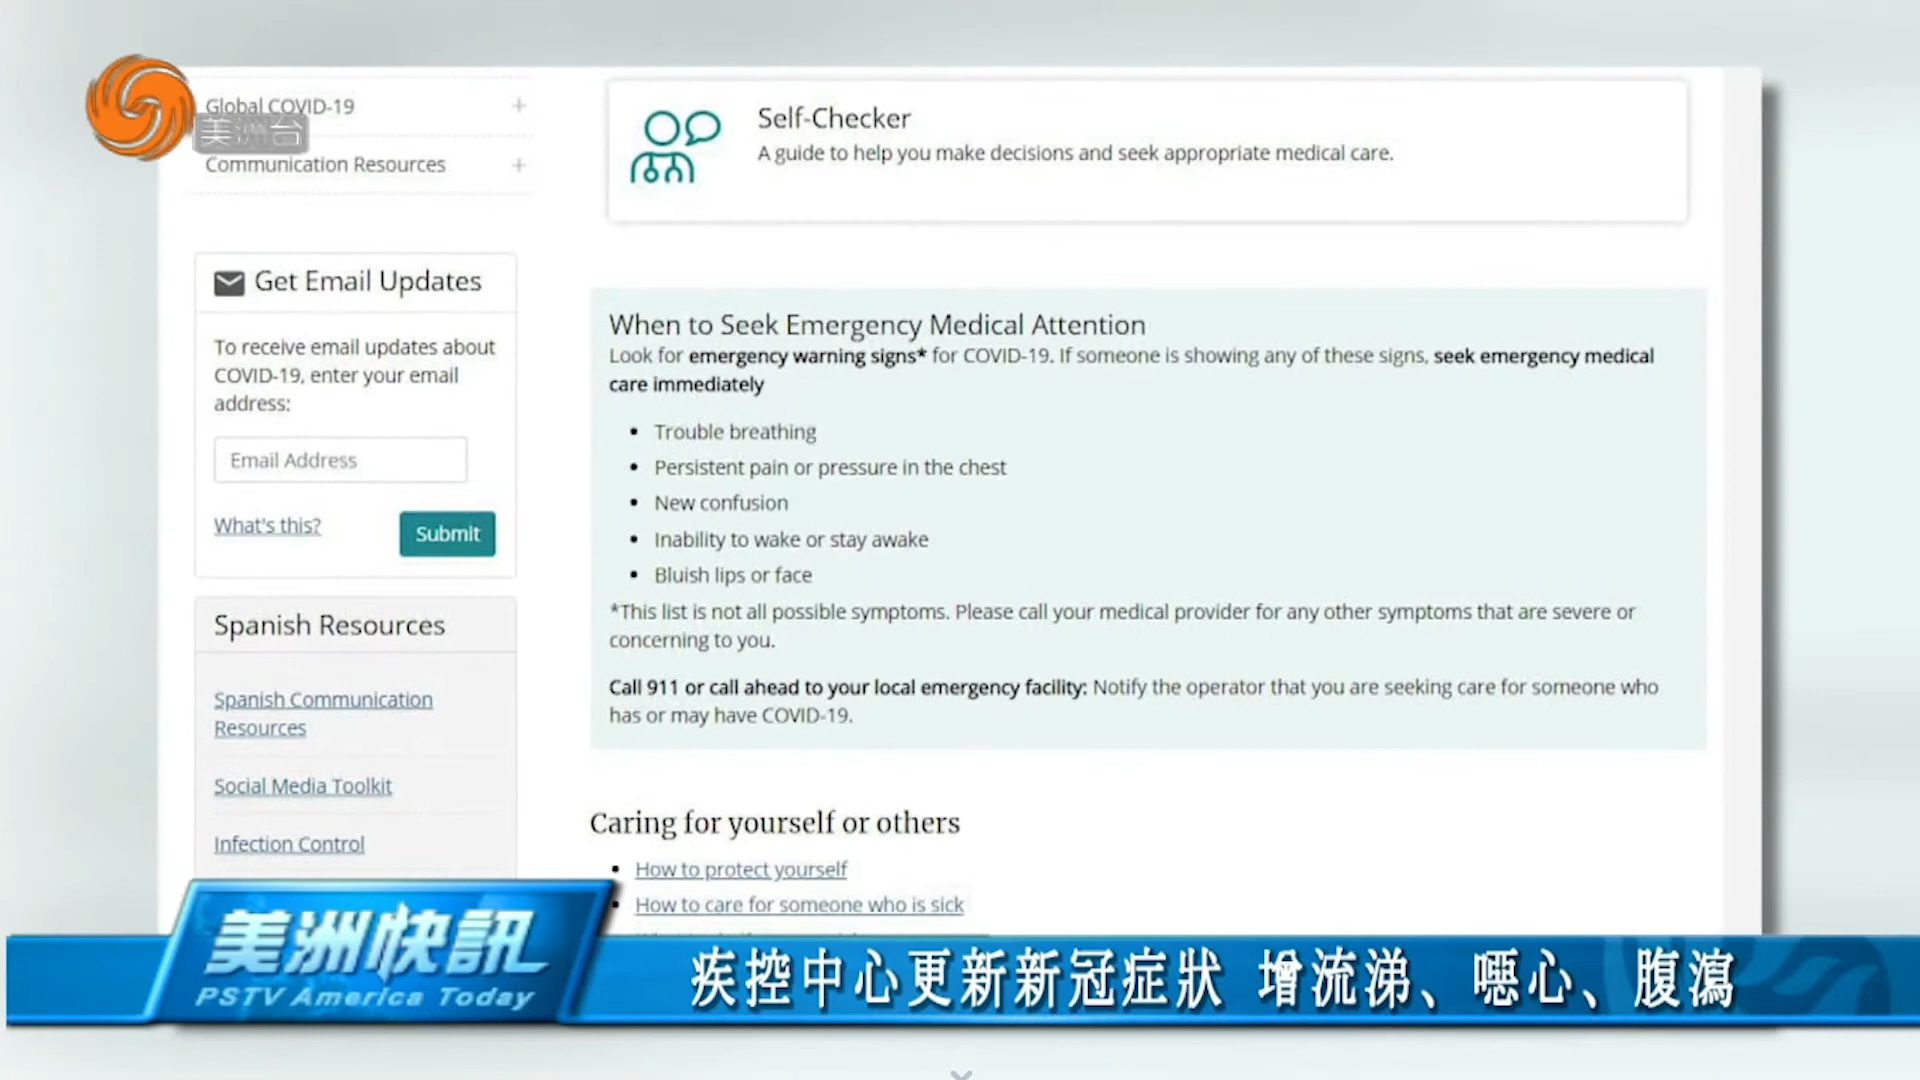 Global COVID-19
美洲台
Communication Resources
Get Email Updates
To receive email updates about
COVID-19, enter your email
address:
Email Address
What's this?
Submit
Spanish Resources
Spanish Communication
Resources
Social Media Toolkit
Infection Control
Self-Checker
A guide to help you make decisions and seek appropriate medical care.
When to Seek Emergency Medical Attention
Look for emergency warning signs* for COVID-19. If someone is showing any of these signs, seek emergency medical
care immediately
• Trouble breathing
• Persistent pain or pressure in the chest
• New confusion
• Inability to wake or stay awake
• Bluish lips or face
*This list is not all possible symptoms. Please call your medical provider for any other symptoms that are severe or
concerning to you.
Call 911 or call ahead to your local emergency facility: Notify the operator that you are seeking care for someone who
has or may have COVID-19.
Caring for yourself or others
• How to protect yourself
• How to care for someone who is sick
美洲快訊
PSTV America Today
疾控中心更新新冠症狀 增流涕、噁心、腹瀉